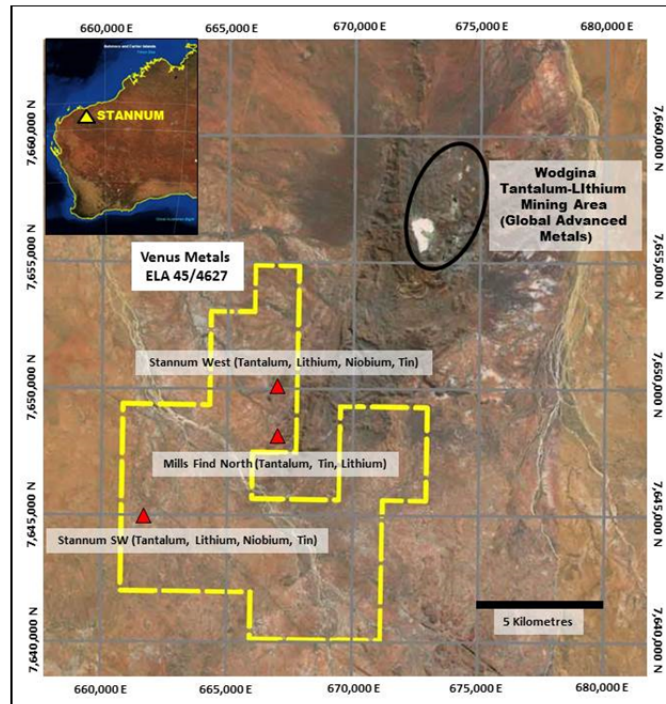 660,000 E
665,000 E
670,000 E
675,000 E
680,000 E
STANNUM
7,660,000 N
7,660,000 N
Wodgina
Tantalum-LIthium
Mining Area
(Global Advanced
Metals)
Venus Metals
ELA 45/4627
7,655,000 N
7,655,000 N
Stannum West (Tantalum, Lithium, Niobium, Tin)
7,650,000 N
7,650,000 N
Mills Find North (Tantalum, Tin, Lithium)
7,645,000 N
7,645,000 N
Stannum SW (Tantalum, Lithium, Niobium, Tin)
5 Kilometres
7,640,000 N
7,640,000 N
660,000 E
665,000 E
670,000 E
675,000 E
680,000 E